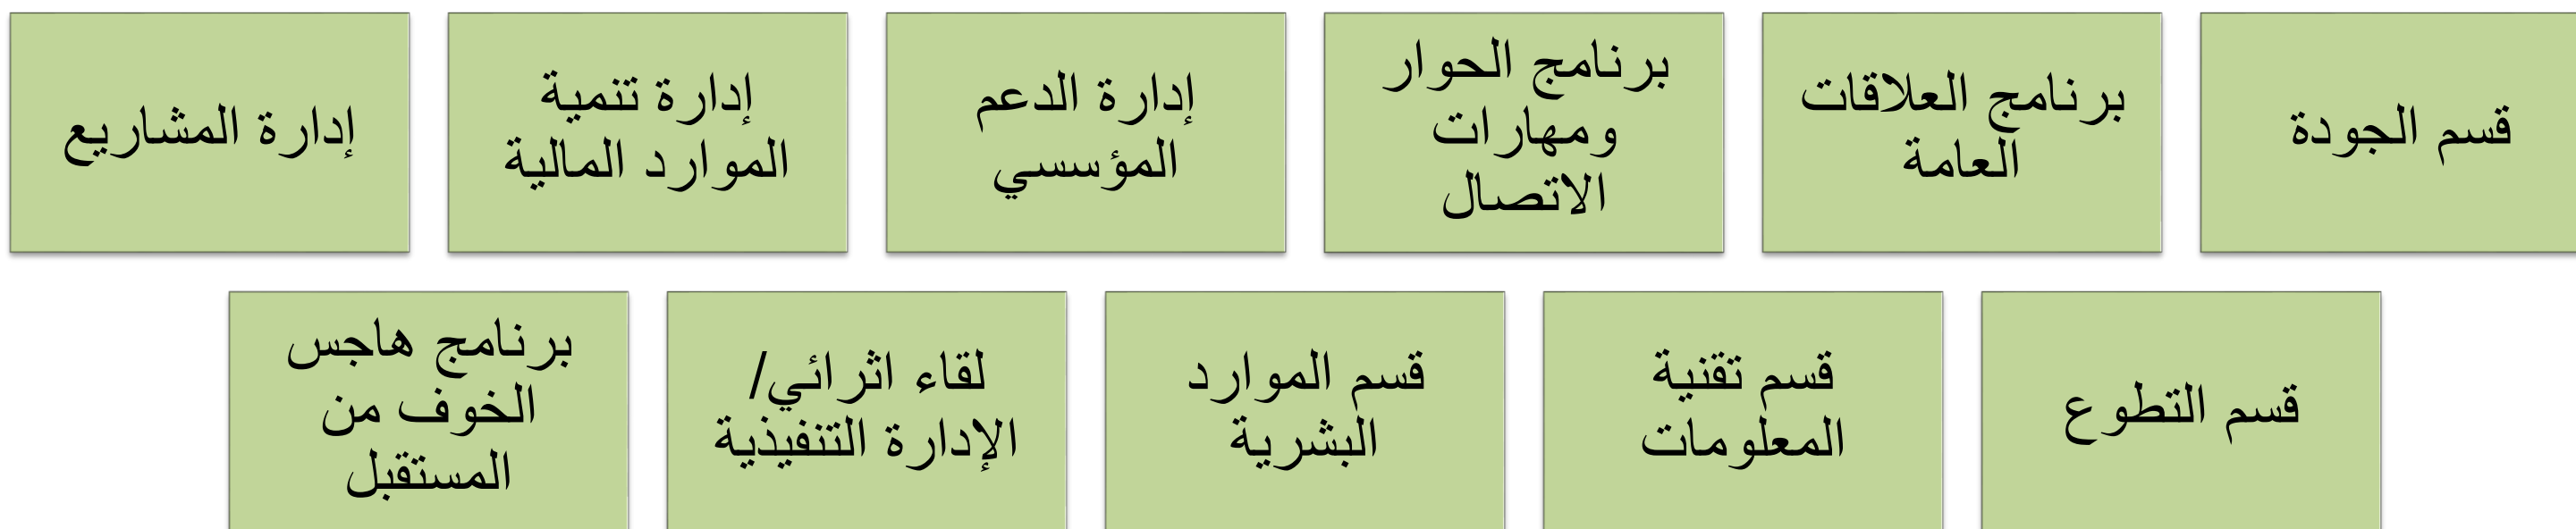 قسم الجودة
برنامج العلاقات
العامة
برنامج الحوار
ومهارات
الاتصال
إدارة الدعم
المؤسسي
إدارة تنمية
الموارد المالية
إدارة المشاريع
قسم التطوع
قسم تقنية
المعلومات
قسم الموارد
البشرية
لقاء اثرائي/
الإدارة التنفيذية
برنامج هاجس
الخوف من
المستقبل